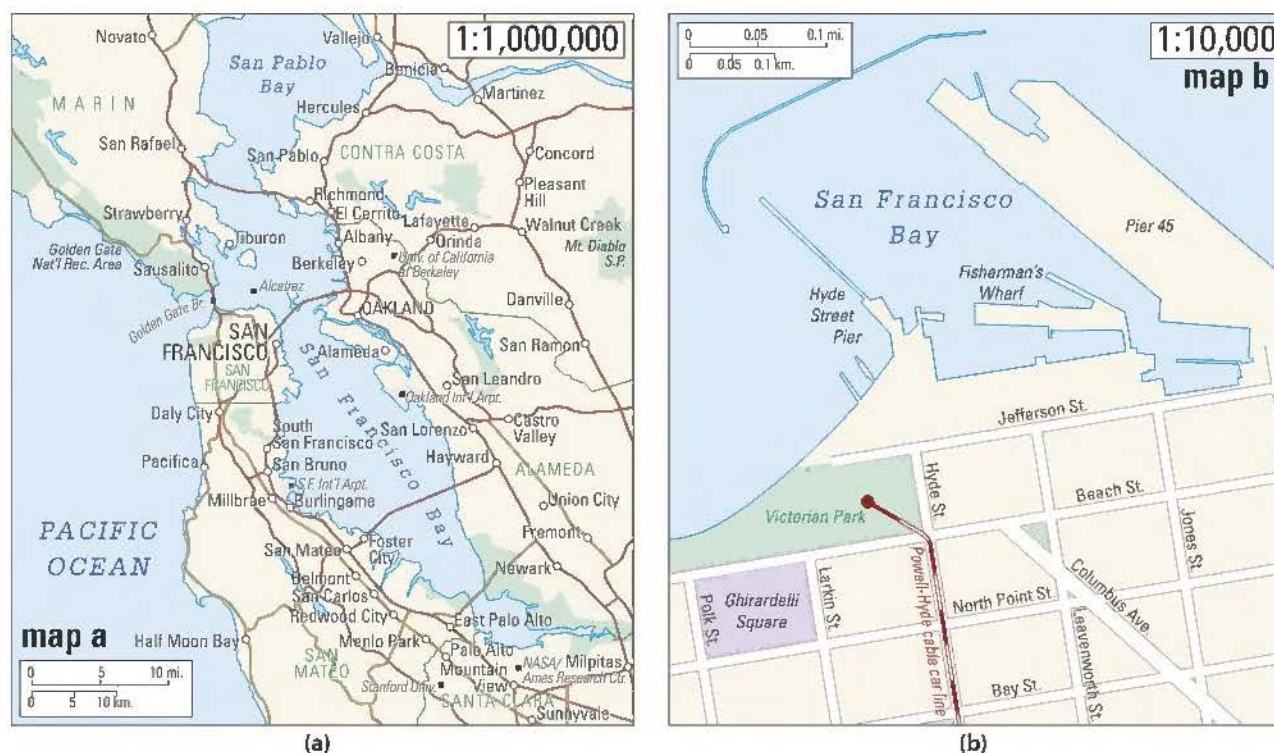 Novato
Vallejo
1:1,000,000
San Pablo
Bay
Benicia
MARIN
Martinez
Hercules
San Rafael
San Pablo
CONTRA COSTA
Concord
Pleasant
Hill
Richmond
Strawberry
El Cerrito
Lafayette
Walnut Creek
Tiburon
Albany
Orinda
Mt. Diablo
S.P.
Golden Gate
Nat'l Rec. Area
Berkeley
Univ. of California
at Berkeley
Sausalito
Alcatraz
Danville
Golden Gate Br.
OAKLAND
SAN
FRANCISCO
SAN
FRANCISCO
Alameda
San Ramon
San Francisco Bay
San Leandro
Oakland Int'l Arpt.
Daly City
Castro
Valley
South
San Francisco
San Lorenzo
Pacifica
San Bruno
Hayward
ALAMEDA
S.F. Int'l Arpt.
Millbrae
Burlingame
Union City
PACIFIC
OCEAN
Foster
City
Fremont
San Mateo
Newark
Belmont
San Carlos
Redwood City
East Palo Alto
map a
Half Moon Bay
Menlo Park
Palo Alto
SAN
MATEO
Mountain
View
NASA/
Ames Research Ctr.
Milpitas
Stanford Univ.
SANTA CLARA
Sunnyvale
0 5 10 mi.
0 5 10 km.
(a)
0 0.05 0.1 mi.
0 0.05 0.1 km.
1:10,000
map b
San Francisco
Bay
Pier 45
Fisherman's
Wharf
Hyde
Street
Pier
Jefferson St.
Hyde St.
Beach St.
Victorian Park
Jones St.
Powell-Hyde cable car line
Columbus Ave.
Polk St.
Ghirardelli
Square
Larkin St.
North Point St.
Leavenworth St.
Bay St.
(b)